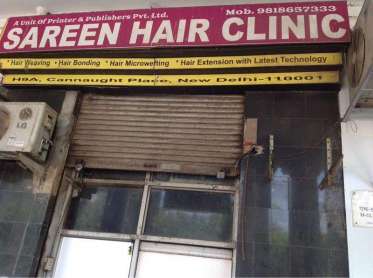 A Unit Of Printer & Publishers Pvt. Ltd.
Mob. 9818657333
SAREEN HAIR CLINIC
* Hair Weaving * Hair Bonding * Hair Microwefting * Hair Extension with Latest Technology
H9A, Cannaught Place, New Delhi-110001
LG